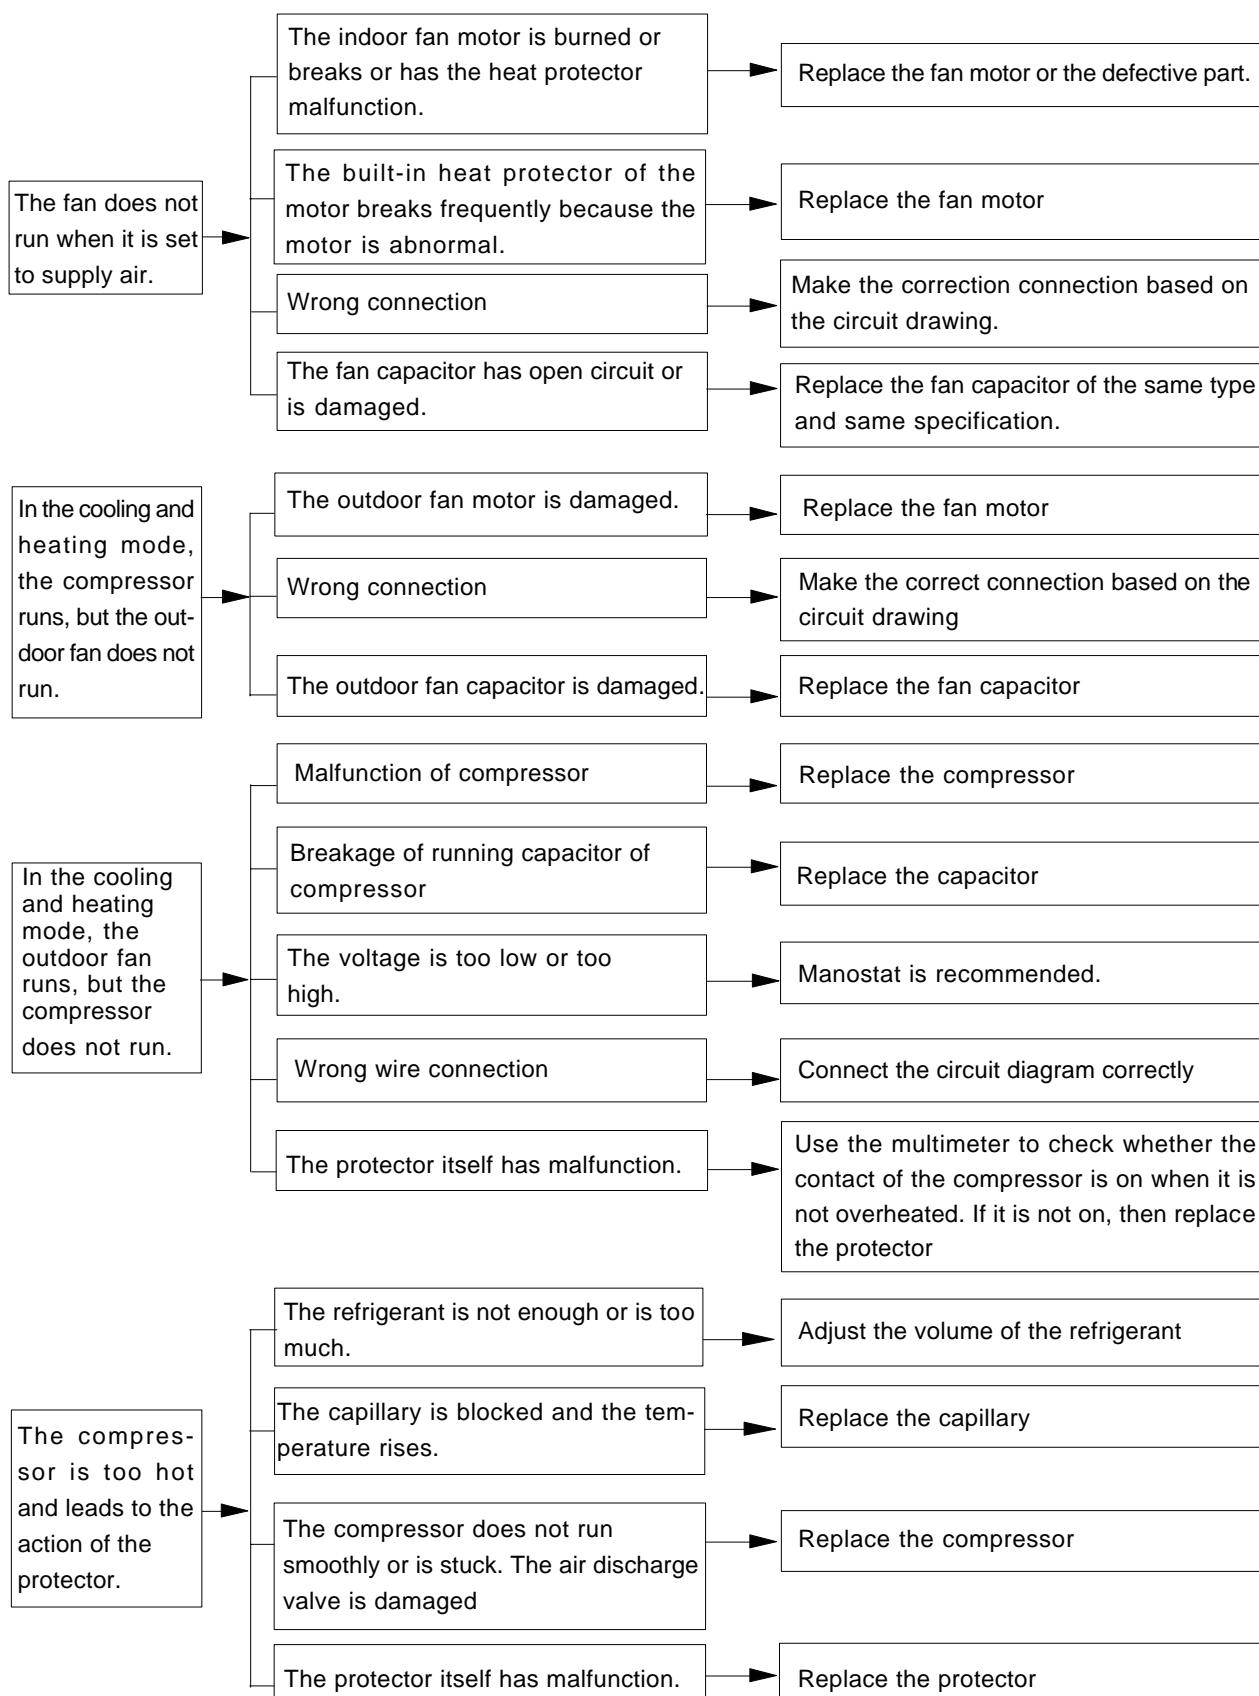 The fan does not
run when it is set
to supply air.
The indoor fan motor is burned or
breaks or has the heat protector
malfunction.
Replace the fan motor or the defective part.
The built-in heat protector of the
motor breaks frequently because the
motor is abnormal.
Replace the fan motor
Wrong connection
Make the correction connection based on
the circuit drawing.
The fan capacitor has open circuit or
is damaged.
Replace the fan capacitor of the same type
and same specification.
In the cooling and
heating mode,
the compressor
runs, but the out-
door fan does not
run.
The outdoor fan motor is damaged.
Replace the fan motor
Wrong connection
Make the correct connection based on the
circuit drawing
The outdoor fan capacitor is damaged.
Replace the fan capacitor
In the cooling
and heating
mode, the
outdoor fan
runs, but the
compressor
does not run.
Malfunction of compressor
Replace the compressor
Breakage of running capacitor of
compressor
Replace the capacitor
The voltage is too low or too
high.
Manostat is recommended.
Wrong wire connection
Connect the circuit diagram correctly
The protector itself has malfunction.
Use the multimeter to check whether the
contact of the compressor is on when it is
not overheated. If it is not on, then replace
the protector
The compres-
sor is too hot
and leads to the
action of the
protector.
The refrigerant is not enough or is too
much.
Adjust the volume of the refrigerant
The capillary is blocked and the tem-
perature rises.
Replace the capillary
The compressor does not run
smoothly or is stuck. The air discharge
valve is damaged
Replace the compressor
The protector itself has malfunction.
Replace the protector